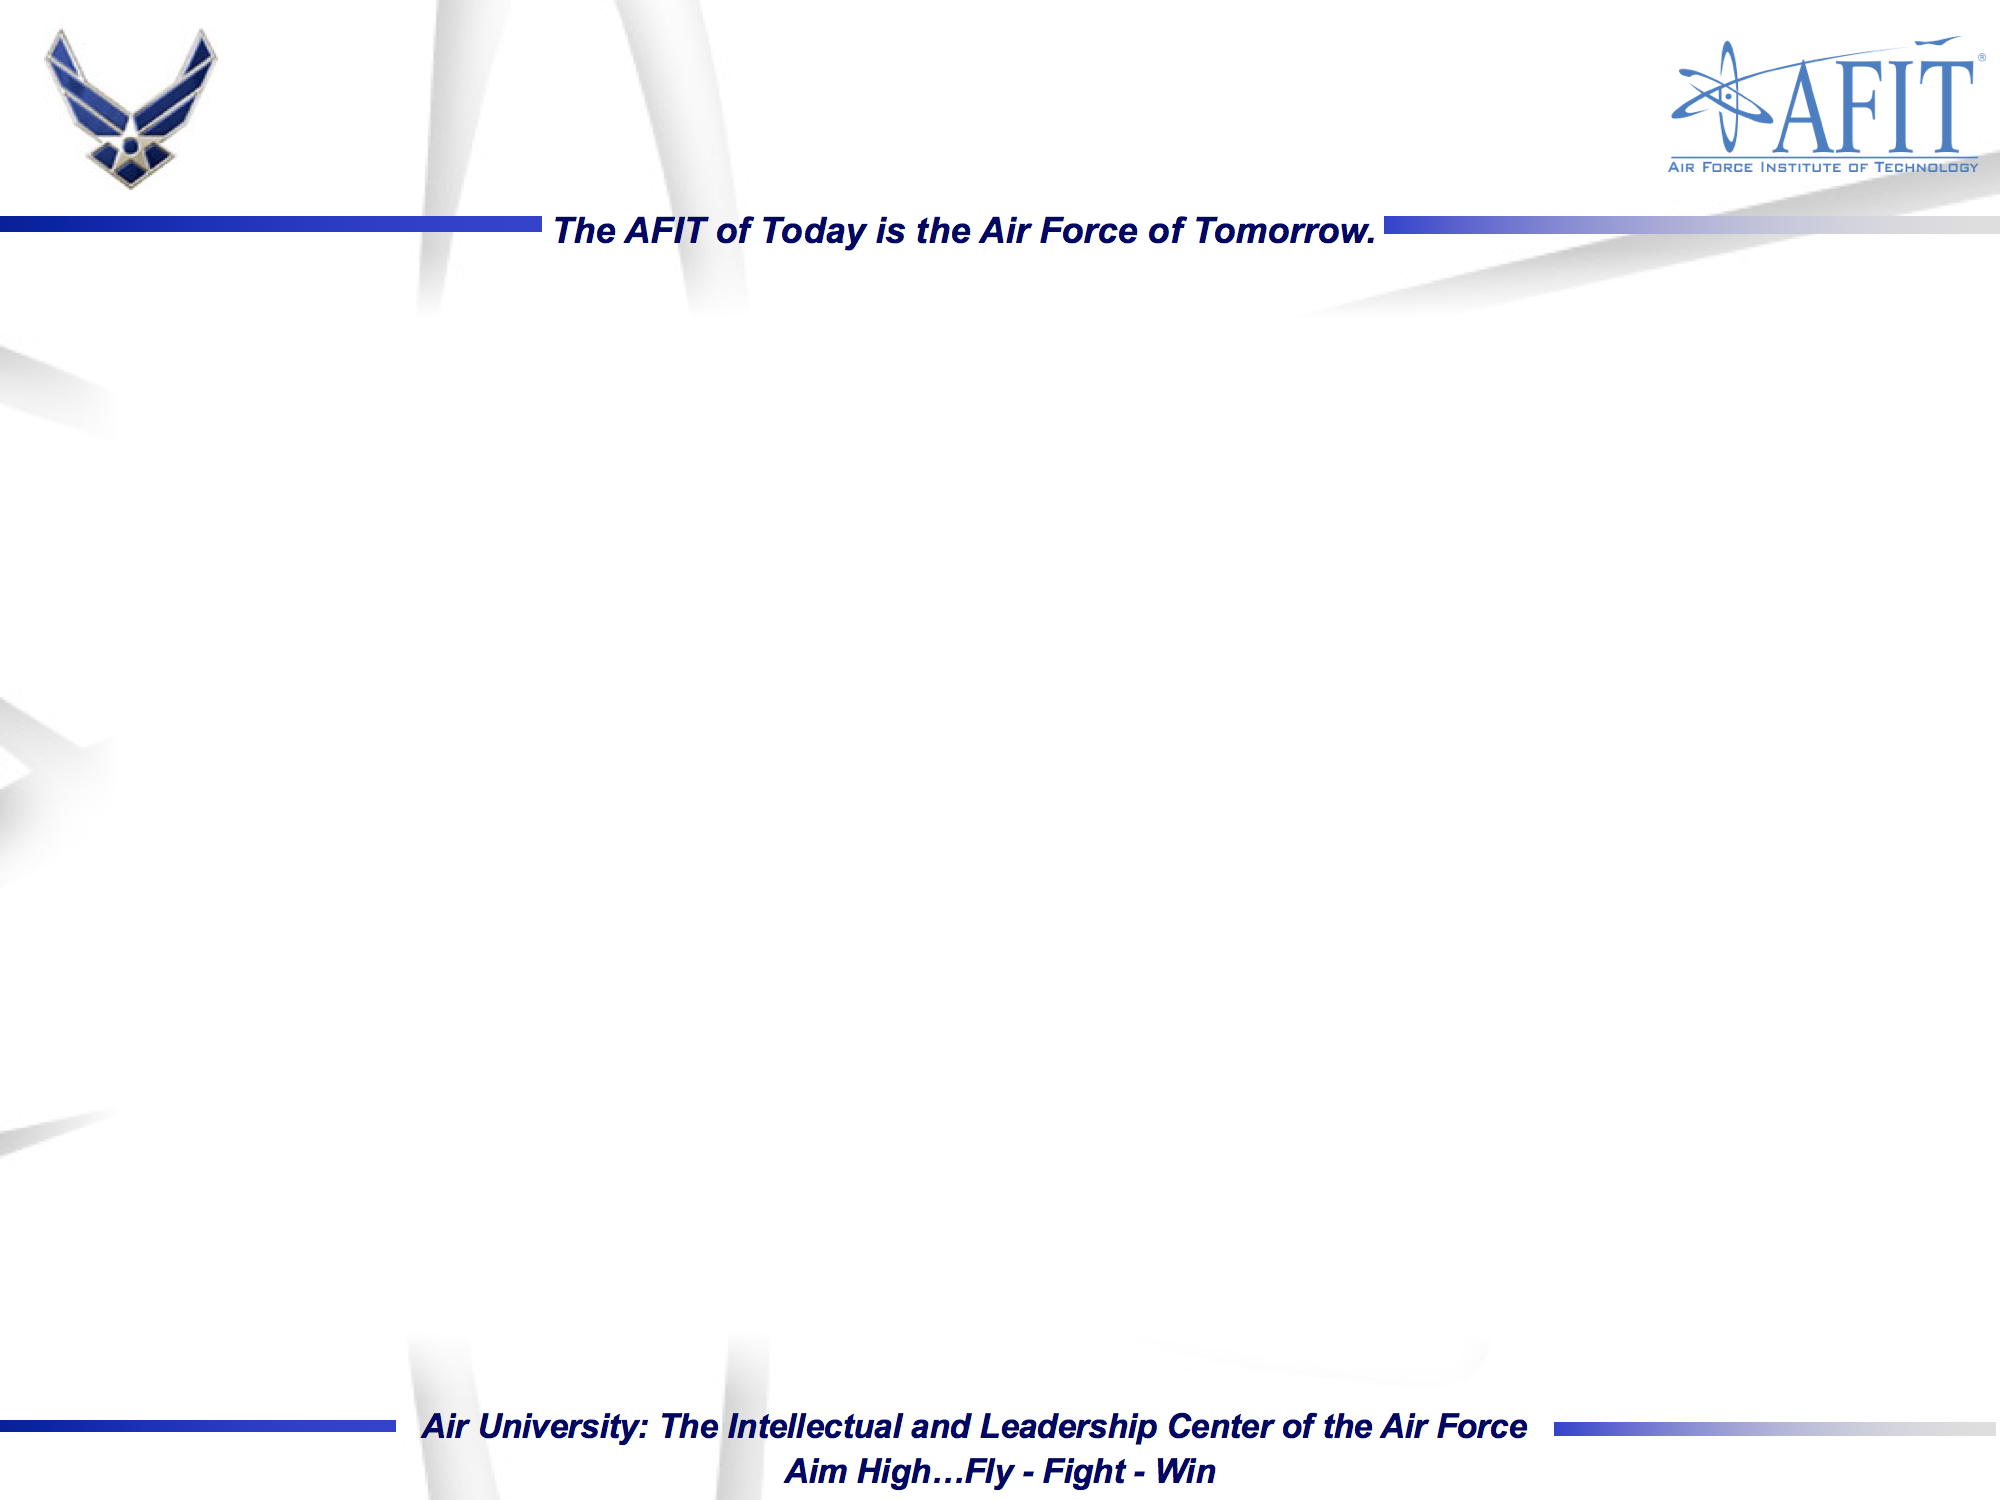 AFIT®
AIR FORCE INSTITUTE OF TECHNOLOGY
The AFIT of Today is the Air Force of Tomorrow.
Air University: The Intellectual and Leadership Center of the Air Force
Aim High…Fly - Fight - Win